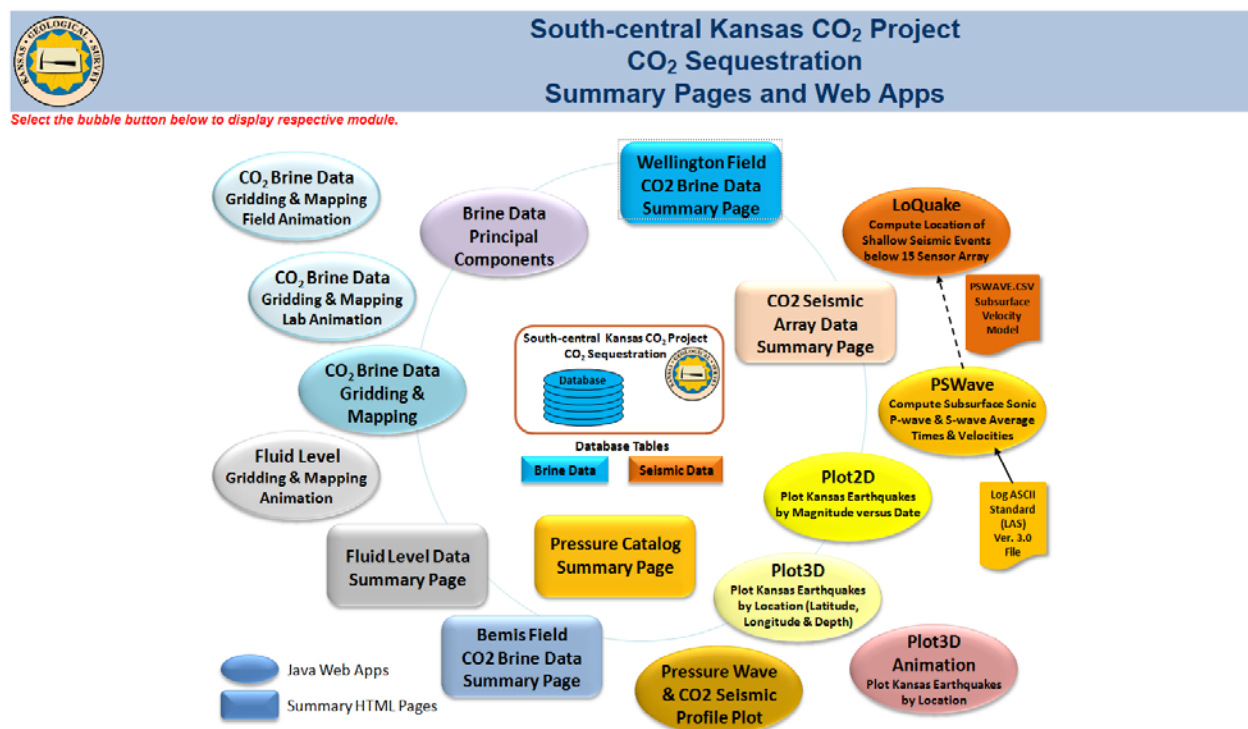 South-central Kansas CO₂ Project
CO₂ Sequestration
Summary Pages and Web Apps
KANSAS GEOLOGICAL SURVEY
Select the bubble button below to display respective module.
CO₂ Brine Data
Gridding & Mapping
Field Animation
Brine Data
Principal
Components
Wellington Field
CO2 Brine Data
Summary Page
LoQuake
Compute Location of
Shallow Seismic Events
below 15 Sensor Array
CO₂ Brine Data
Gridding & Mapping
Lab Animation
CO2 Seismic
Array Data
Summary Page
PSWAVE.CSV
Subsurface
Velocity
Model
South-central Kansas CO₂ Project
CO₂ Sequestration
Database
CO₂ Brine Data
Gridding &
Mapping
PSWave
Compute Subsurface Sonic
P-wave & S-wave Average
Times & Velocities
Database Tables
Brine Data
Seismic Data
Fluid Level
Gridding & Mapping
Animation
Plot2D
Plot Kansas Earthquakes
by Magnitude versus Date
Log ASCII
Standard
(LAS)
Ver. 3.0
File
Fluid Level Data
Summary Page
Pressure Catalog
Summary Page
Plot3D
Plot Kansas Earthquakes
by Location (Latitude,
Longitude & Depth)
Bemis Field
CO2 Brine Data
Summary Page
Pressure Wave
& CO2 Seismic
Profile Plot
Plot3D
Animation
Plot Kansas Earthquakes
by Location
Java Web Apps
Summary HTML Pages